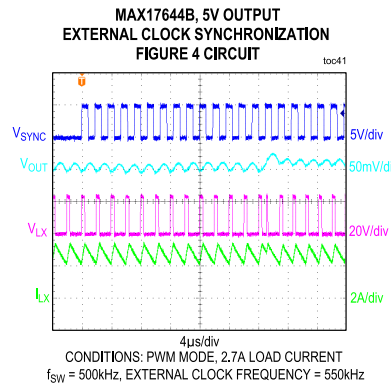 MAX17644B, 5V OUTPUT
EXTERNAL CLOCK SYNCHRONIZATION
FIGURE 4 CIRCUIT
toc41
T
VSYNC
5V/div
VOUT
50mV/d
VLX
20V/div
ILX
2A/div
4µs/div
CONDITIONS: PWM MODE, 2.7A LOAD CURRENT
fSW = 500kHz, EXTERNAL CLOCK FREQUENCY = 550kHz